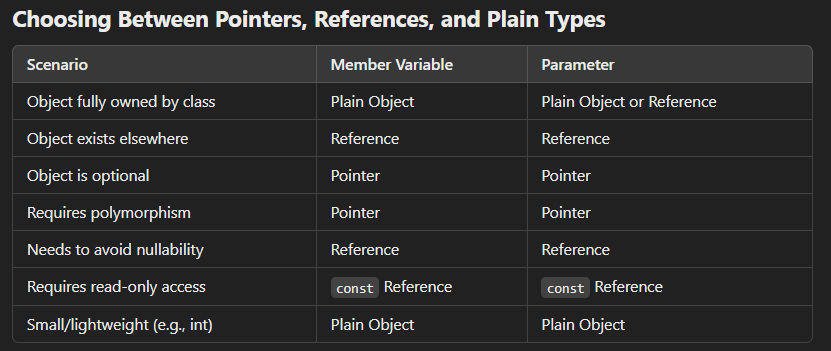 Choosing Between Pointers, References, and Plain Types
Scenario Member Variable Parameter
Object fully owned by class Plain Object Plain Object or Reference
Object exists elsewhere Reference Reference
Object is optional Pointer Pointer
Requires polymorphism Pointer Pointer
Needs to avoid nullability Reference Reference
Requires read-only access const Reference const Reference
Small/lightweight (e.g., int) Plain Object Plain Object